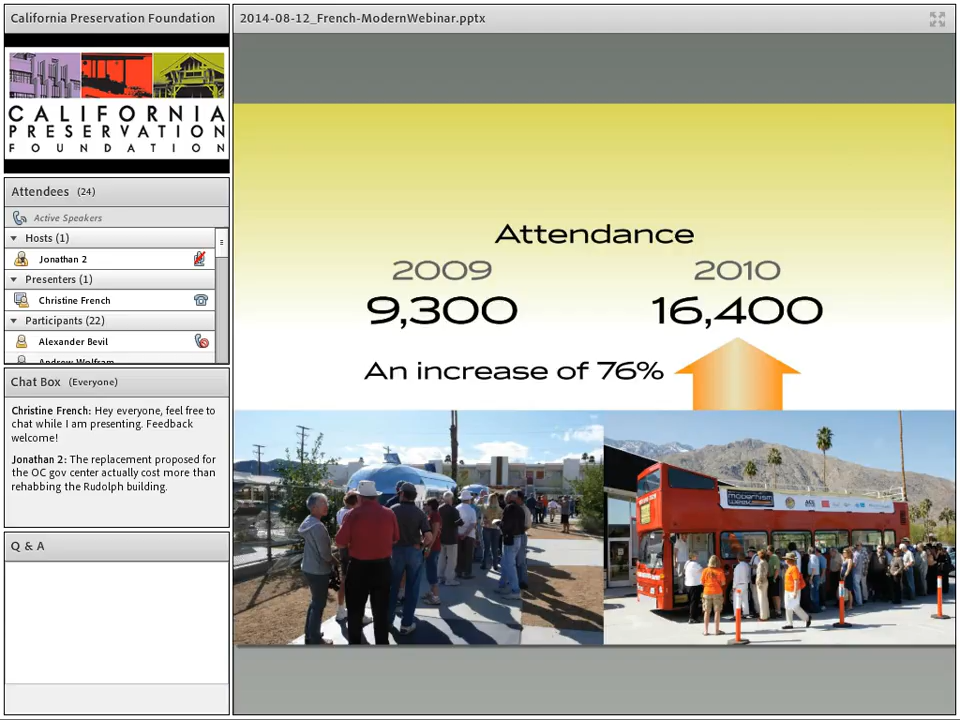 California Preservation Foundation
CALIFORNIA
PRESERVATION
FOUNDATION
Attendees (24)
Active Speakers
Hosts (1)
Jonathan 2
Presenters (1)
Christine French
Participants (22)
Alexander Bevil
Andrew Wolfram
Chat Box (Everyone)
Christine French: Hey everyone, feel free to
chat while I am presenting. Feedback
welcome!
Jonathan 2: The replacement proposed for
the OC gov center actually cost more than
rehabbing the Rudolph building.
Q & A
2014-08-12_French-ModernWebinar.pptx
Attendance
2009 2010
9,300 16,400
An increase of 76%
modernism
week